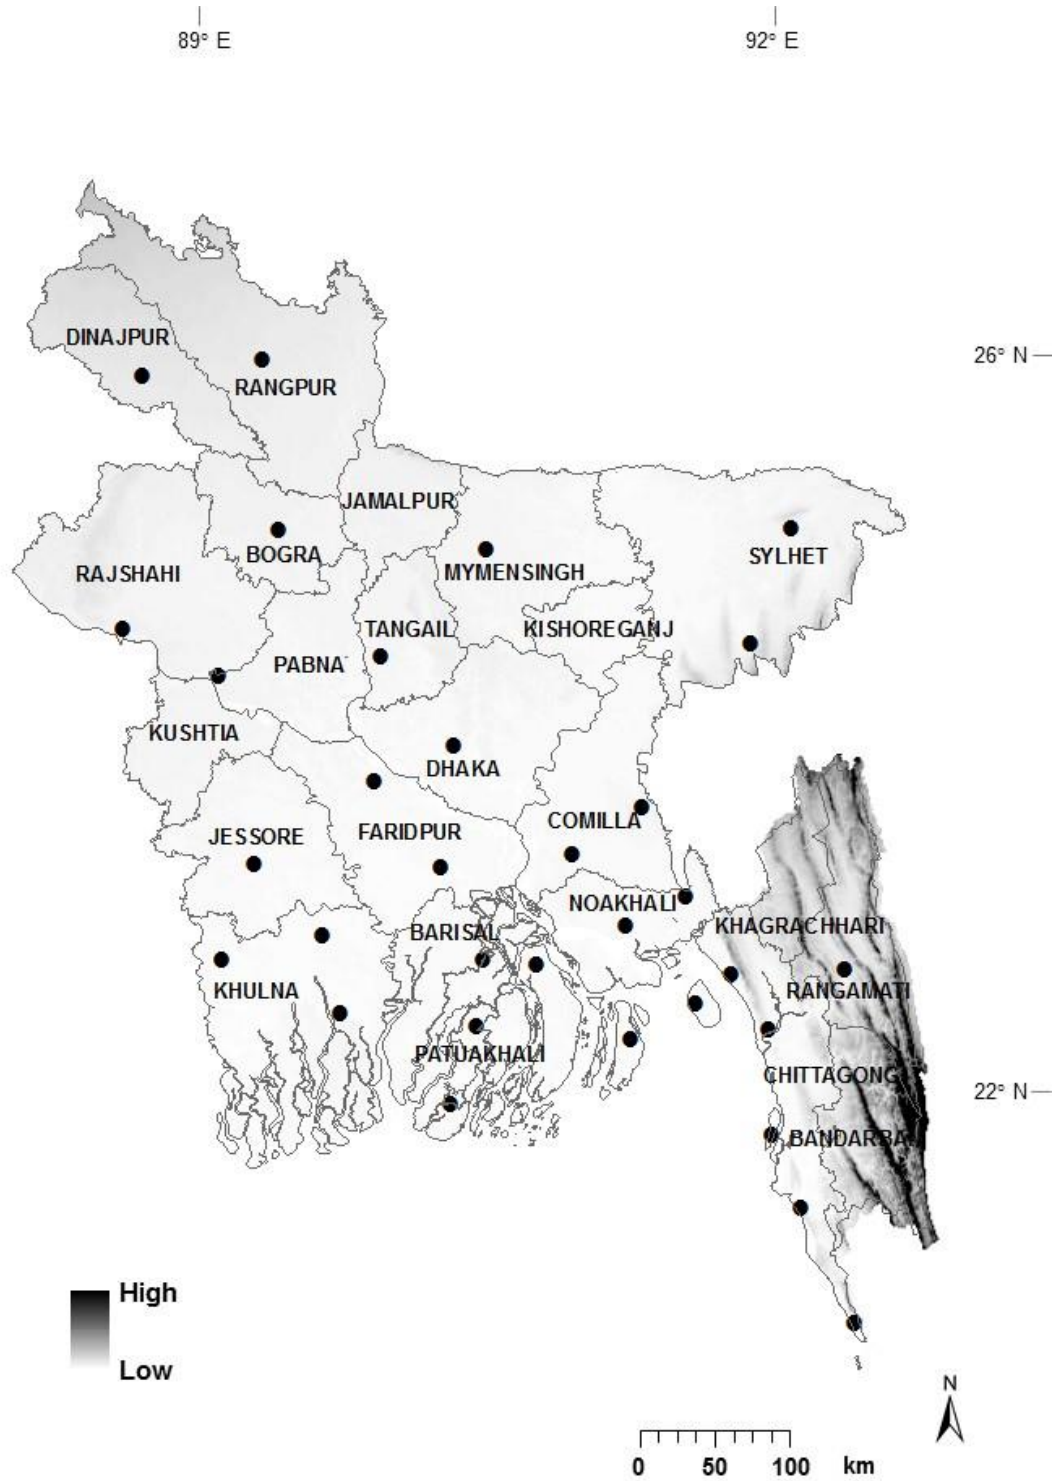 89° E
92° E
DINAJPUR
26° N
RANGPUR
JAMALPUR
BOGRA
SYLHET
RAJSHAHI
MYMENSINGH
TANGAIL
KISHOREGANJ
PABNA
KUSHTIA
DHAKA
COMILLA
FARIDPUR
JESSORE
NOAKHALI
KHAGRACHHARI
BARISAL
KHULNA
RANGAMATI
PATUAKHALI
CHITTAGONG
22° N
BANDARBAN
High
Low
N
0 50 100 km